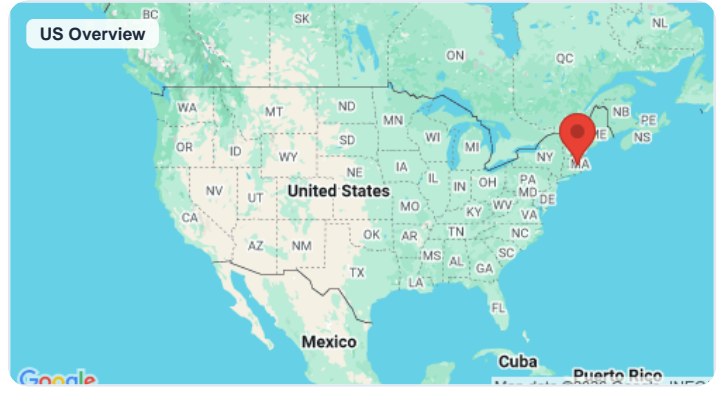 US Overview
BC
SK
NL
ON
QC
WA
MT
ND
MN
NB
PE
NS
ME
OR
ID
WY
SD
WI
MI
NY
MA
NV
UT
NE
IA
IL
IN
OH
PA
MD
DE
United States
CA
MO
KY
WV
VA
AZ
NM
OK
AR
TN
NC
TX
MS
AL
GA
SC
LA
FL
Mexico
Cuba
Puerto Rico
Google